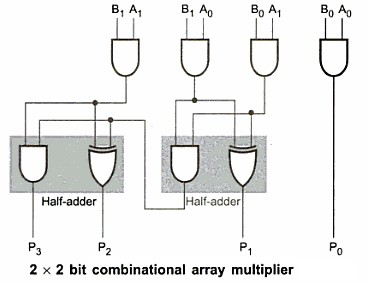 B₁ A₁ B₁ A₀ B₀ A₁ B₀ A₀
Half-adder Half-adder
P₃ P₂ P₁ P₀
2 × 2 bit combinational array multiplier